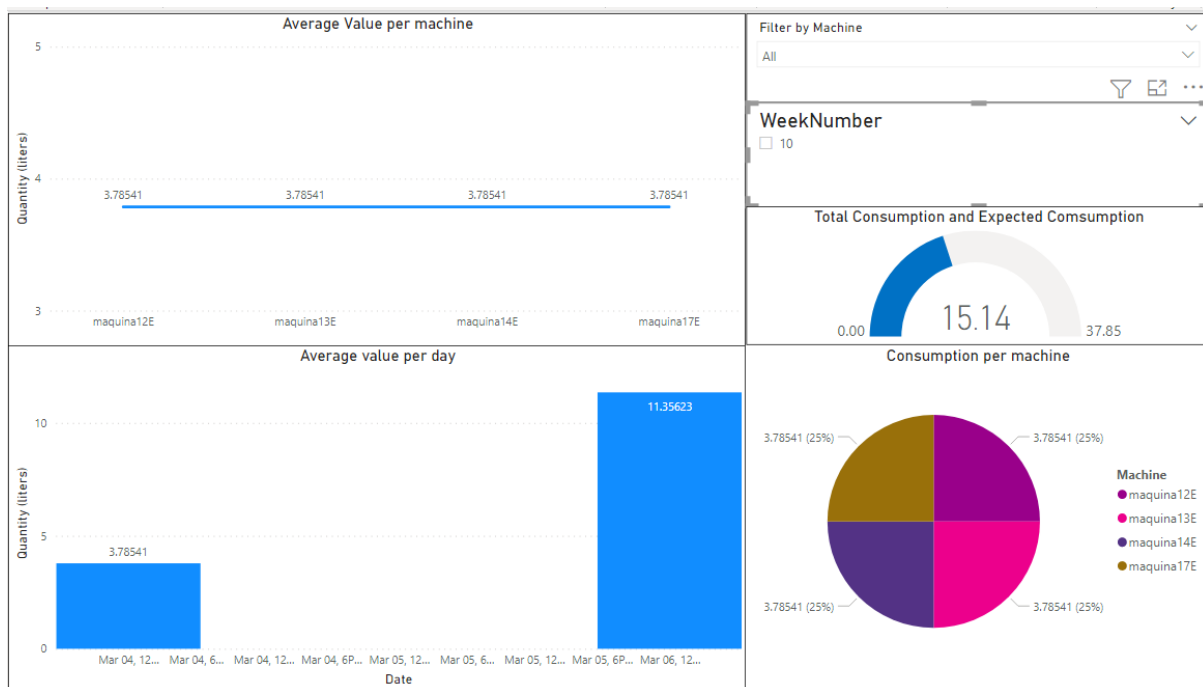 Average Value per machine
5
4
3
Quantity (liters)
3.78541
3.78541
3.78541
3.78541
maquina12E
maquina13E
maquina14E
maquina17E
Filter by Machine
All
WeekNumber
10
Total Consumption and Expected Comsumption
0.00
15.14
37.85
Average value per day
10
5
0
Quantity (liters)
3.78541
11.35623
Mar 04, 12...
Mar 04, 6...
Mar 04, 12...
Mar 04, 6P...
Mar 05, 12...
Mar 05, 6...
Mar 05, 12...
Mar 05, 6P...
Mar 06, 12...
Date
Consumption per machine
3.78541 (25%)
3.78541 (25%)
3.78541 (25%)
3.78541 (25%)
Machine
maquina12E
maquina13E
maquina14E
maquina17E